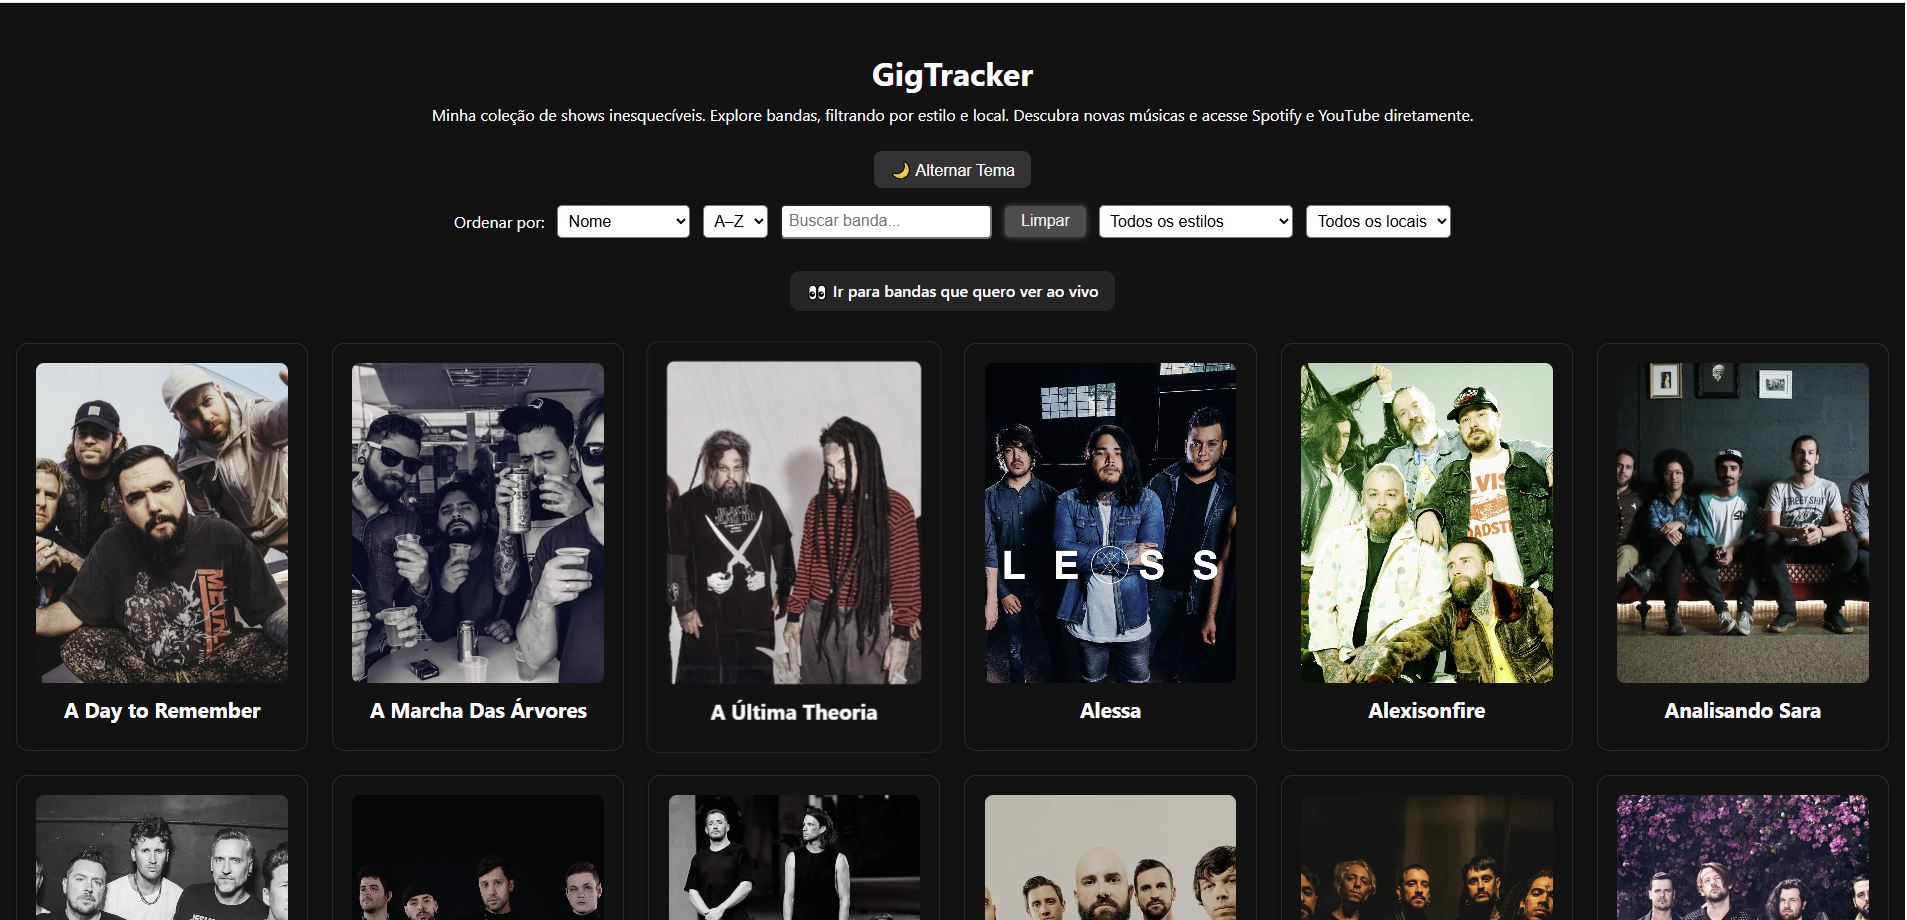 GigTracker
Minha coleção de shows inesquecíveis. Explore bandas, filtrando por estilo e local. Descubra novas músicas e acesse Spotify e YouTube diretamente.
🌙 Alternar Tema
Ordenar por: Nome A–Z Buscar banda... Limpar Todos os estilos Todos os locais
👀 Ir para bandas que quero ver ao vivo
LESS
A Day to Remember
A Marcha Das Árvores
A Última Theoria
Alessa
Alexisonfire
Analisando Sara